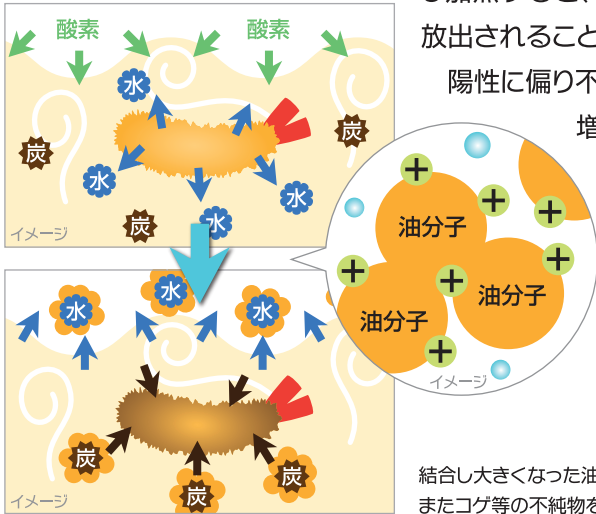 酸素
酸素
水
炭
炭
水
水
炭
水
イメージ
水
水
水
炭
炭
炭
イメージ
放出されること
陽性に偏り不
増
+
+
+
油分子
+
+
+
油分子
油分子
+
イメージ
結合し大きくなった油
またコゲ等の不純物を